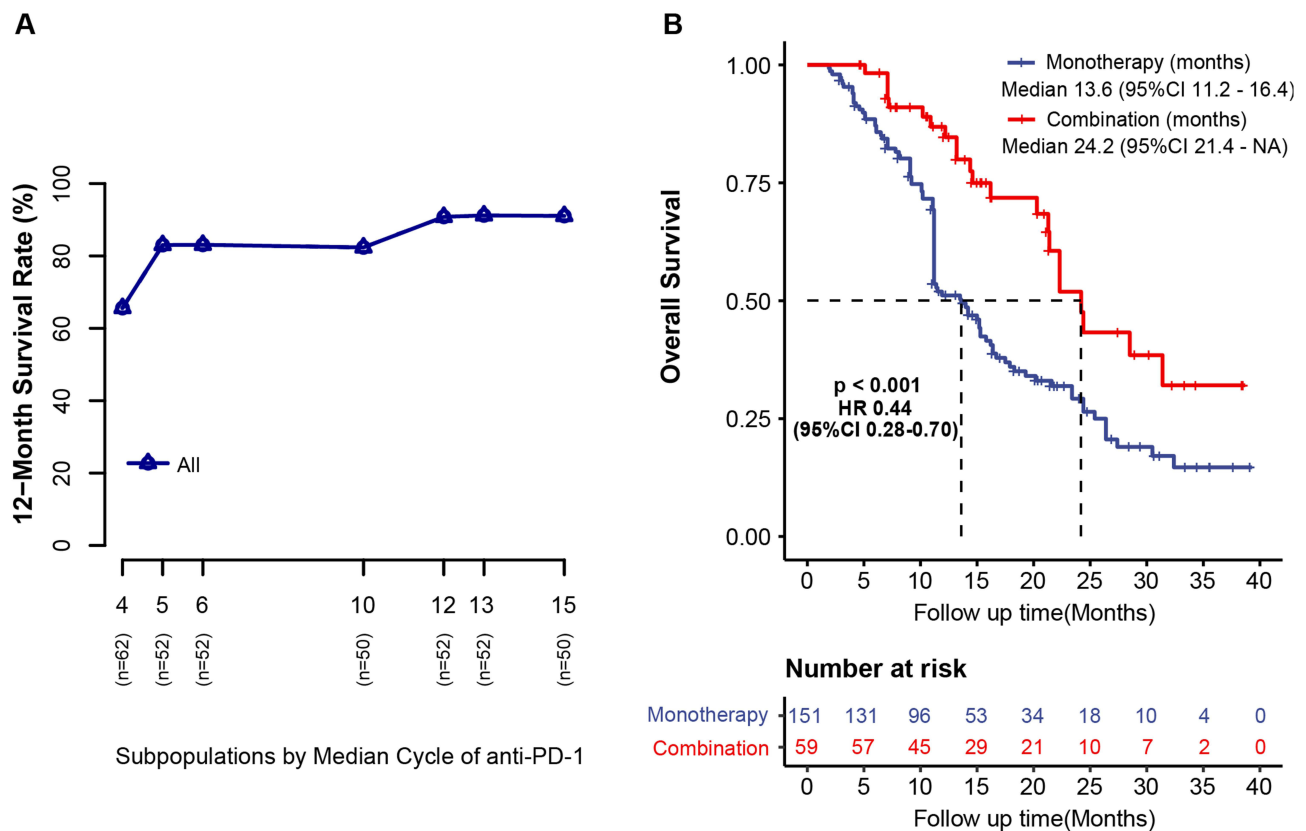 A
12−Month Survival Rate (%)
100
80
60
40
20
0
All
4 5 6 10 12 13 15
(n=62) (n=52) (n=52) (n=50) (n=52) (n=52) (n=50)
Subpopulations by Median Cycle of anti-PD-1
B
Overall Survival
1.00
0.75
0.50
0.25
0.00
Monotherapy (months)
Median 13.6 (95%CI 11.2 - 16.4)
Combination (months)
Median 24.2 (95%CI 21.4 - NA)
p < 0.001
HR 0.44
(95%CI 0.28-0.70)
0 5 10 15 20 25 30 35 40
Follow up time(Months)
Number at risk
Monotherapy 151 131 96 53 34 18 10 4 0
Combination 59 57 45 29 21 10 7 2 0
0 5 10 15 20 25 30 35 40
Follow up time(Months)